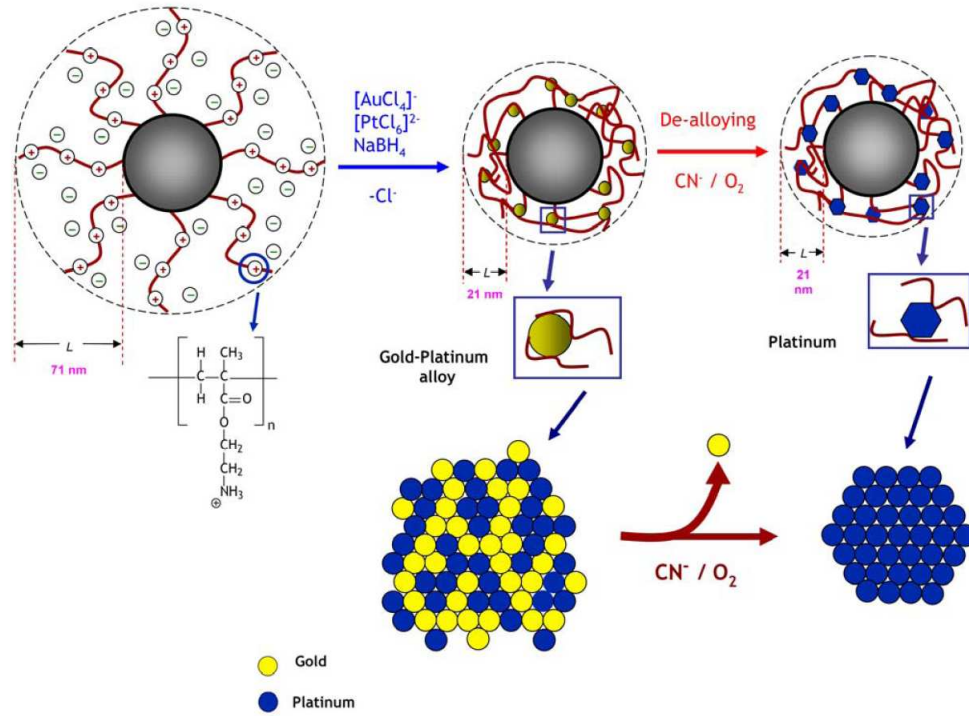 [AuCl₄]⁻
[PtCl₆]²⁻
NaBH₄
-Cl⁻
De-alloying
CN⁻ / O₂
L
71 nm
L
21 nm
L
21
nm
Gold-Platinum
alloy
Platinum
H CH₃
C C
H C=O
O
CH₂
CH₂
NH₃
⊕
n
CN⁻ / O₂
Gold
Platinum